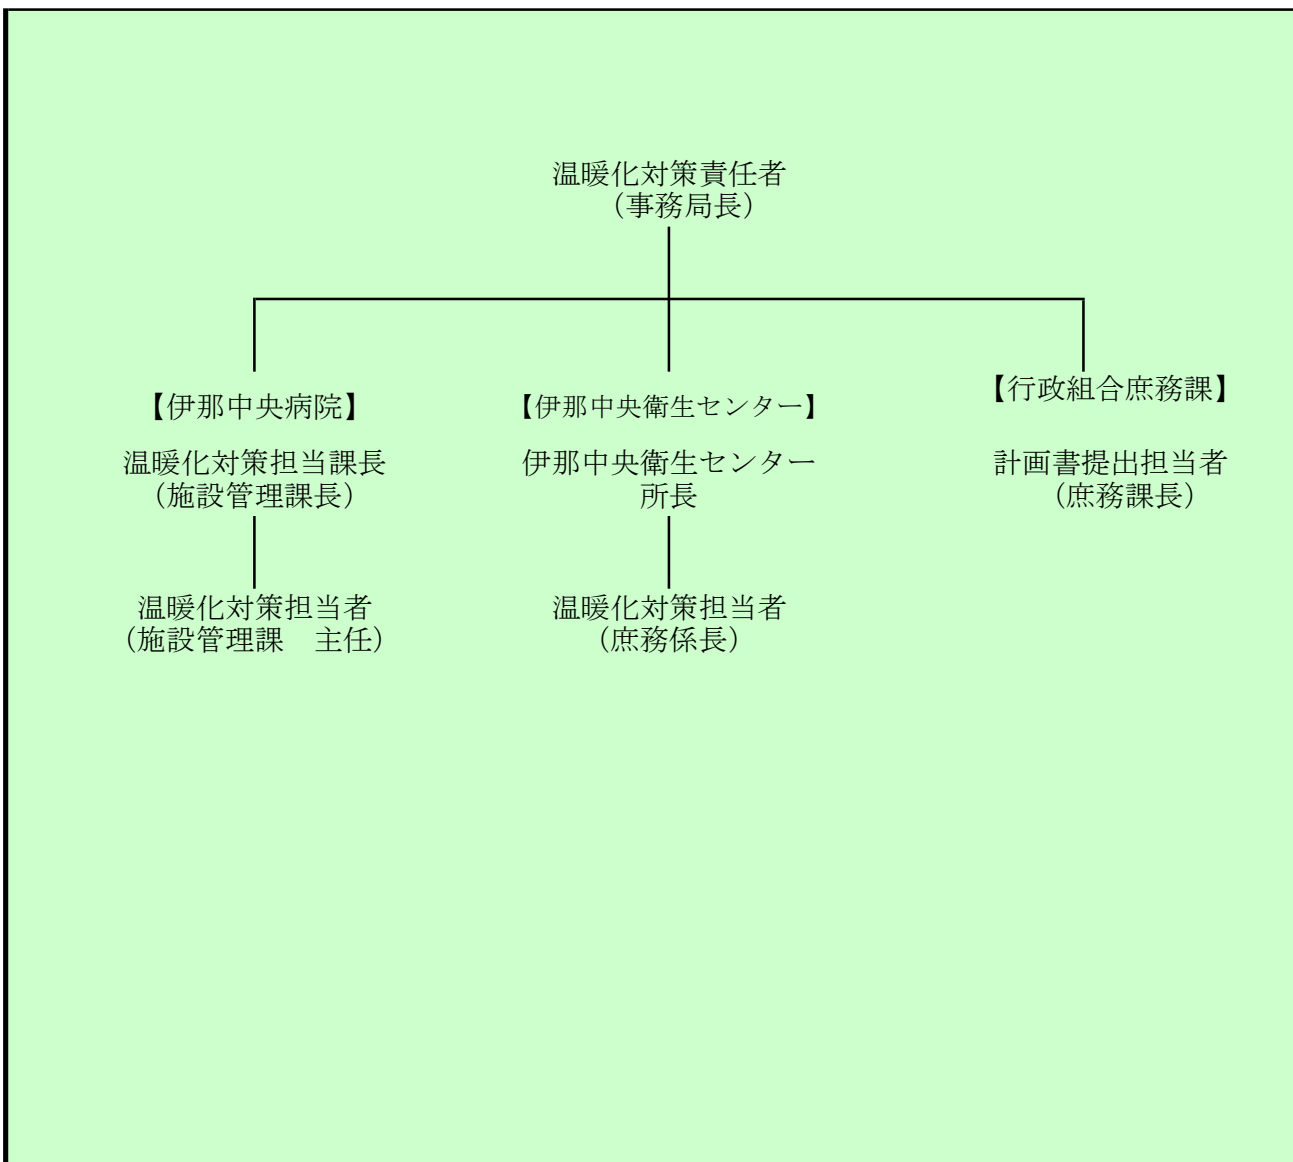 温暖化対策責任者
（事務局長）
【伊那中央病院】
温暖化対策担当課長
（施設管理課長）
温暖化対策担当者
（施設管理課　主任）
【伊那中央衛生センター】
伊那中央衛生センター
所長
温暖化対策担当者
（庶務係長）
【行政組合庶務課】
計画書提出担当者
（庶務課長）